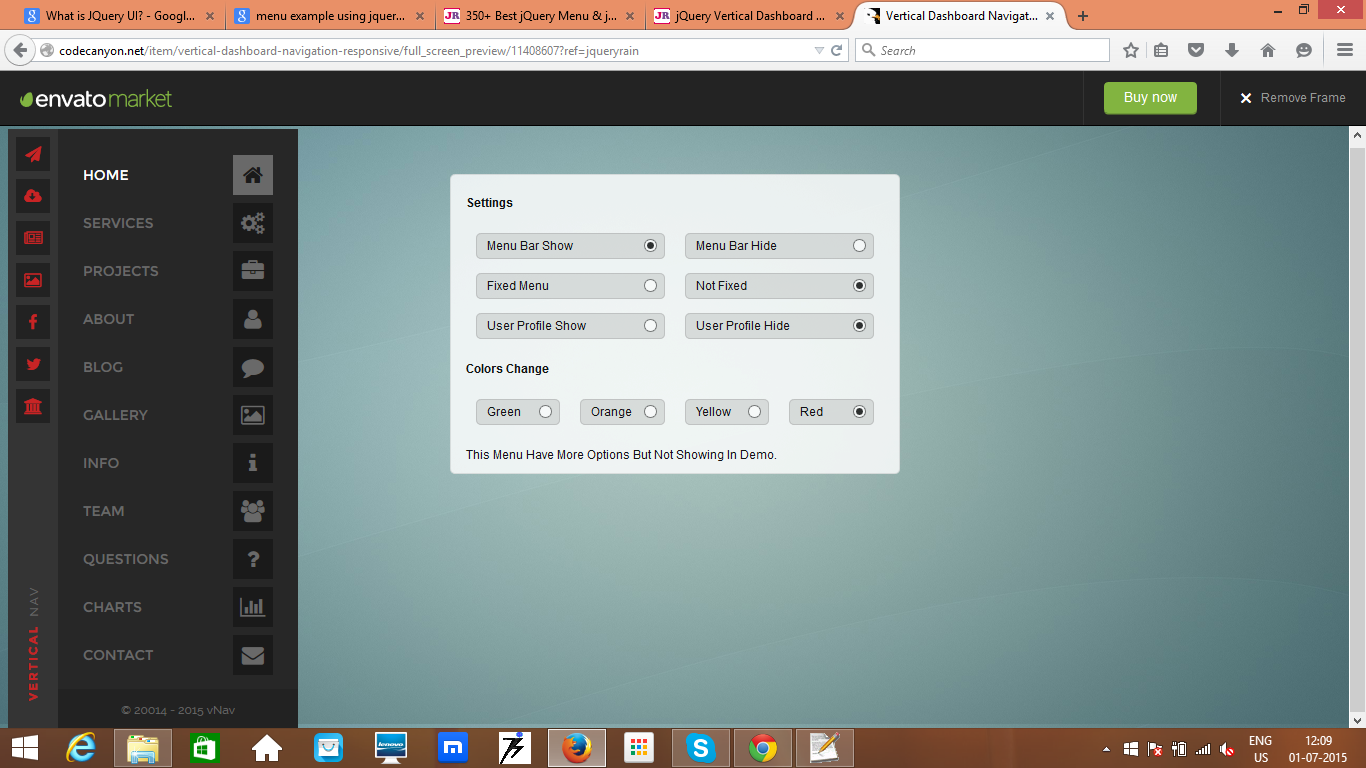 What is JQuery UI? - Googl...
menu example using jquer...
JR 350+ Best jQuery Menu & j...
JR jQuery Vertical Dashboard ...
Vertical Dashboard Navigat...
codecanyon.net/item/vertical-dashboard-navigation-responsive/full_screen_preview/11408607?ref=jqueryrain
Search
envatomarket
Buy now
Remove Frame
HOME
SERVICES
PROJECTS
ABOUT
BLOG
GALLERY
INFO
TEAM
QUESTIONS
CHARTS
CONTACT
VERTICAL NAV
© 20014 - 2015 vNav
Settings
Menu Bar Show
Menu Bar Hide
Fixed Menu
Not Fixed
User Profile Show
User Profile Hide
Colors Change
Green
Orange
Yellow
Red
This Menu Have More Options But Not Showing In Demo.
lenovo
ENG
US
12:09
01-07-2015